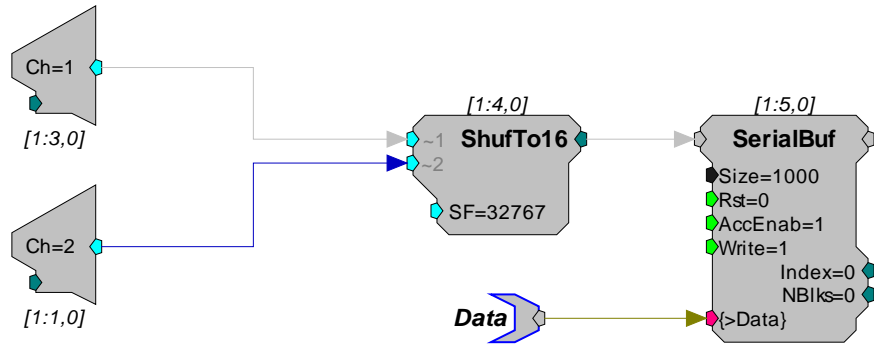 Ch=1
[1:3,0]
Ch=2
[1:1,0]
[1:4,0]
~1
ShufTo16
~2
SF=32767
Data
[1:5,0]
SerialBuf
Size=1000
Rst=0
AccEnab=1
Write=1
Index=0
NBlks=0
{>Data}